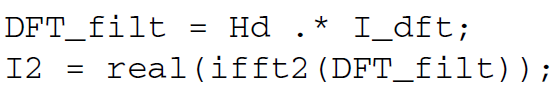 DFT_filt = Hd .* I_dft;
I2 = real(ifft2(DFT_filt));